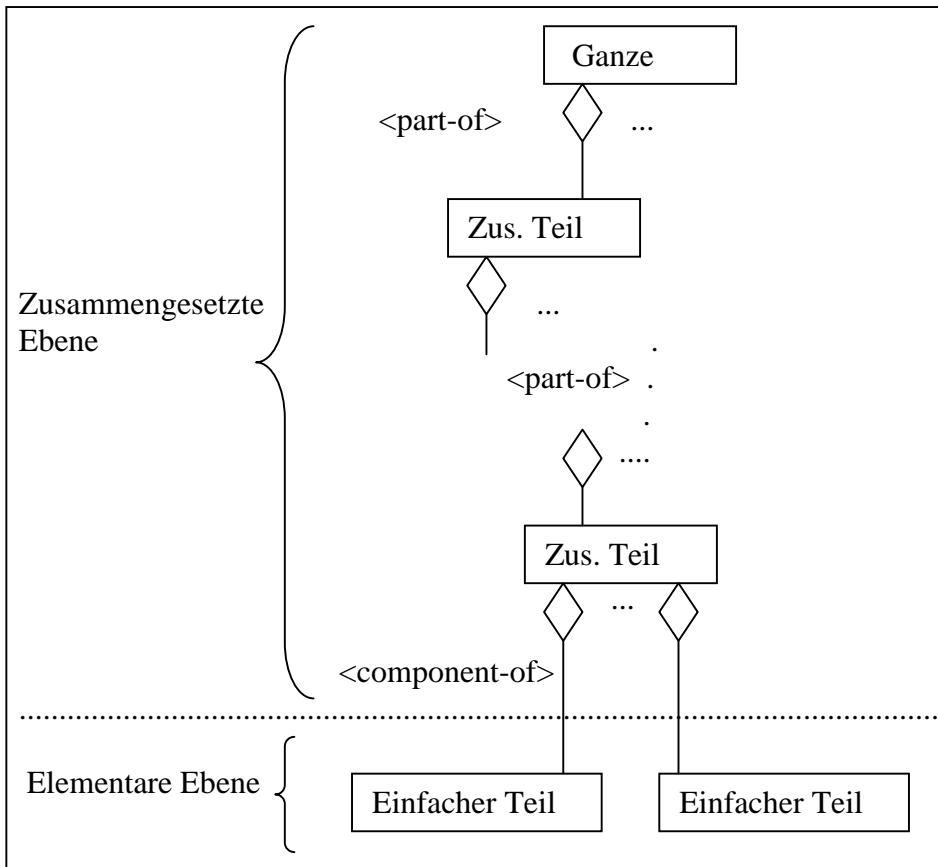 Ganze
<part-of>
...
Zus. Teil
Zusammengesetzte
Ebene
...
.
<part-of> .
.
....
Zus. Teil
...
<component-of>
Elementare Ebene
Einfacher Teil
Einfacher Teil